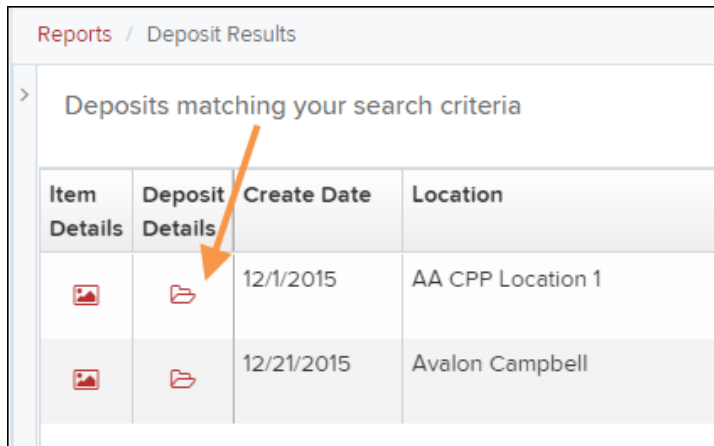 Reports / Deposit Results
>
Deposits matching your search criteria
Item Details Deposit Details Create Date Location
12/1/2015 AA CPP Location 1
12/21/2015 Avalon Campbell